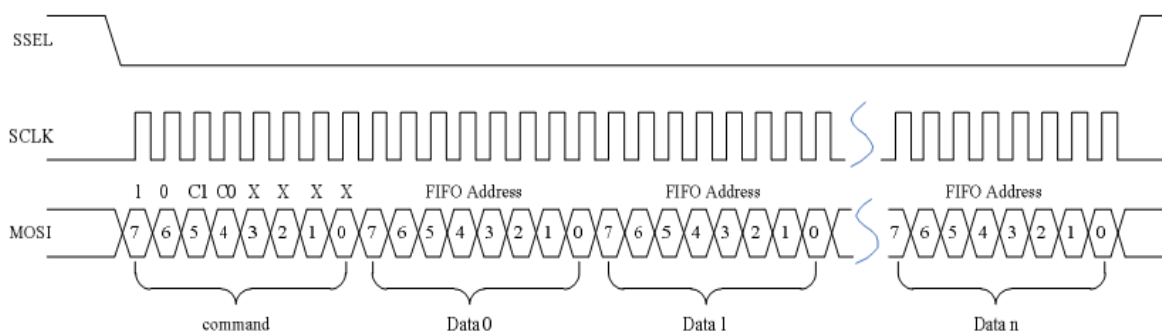 SSEL
SCLK
1 0 C1 C0 X X X X FIFO Address FIFO Address FIFO Address
MOSI 7 6 5 4 3 2 1 0 7 6 5 4 3 2 1 0 7 6 5 4 3 2 1 0 7 6 5 4 3 2 1 0
command Data 0 Data 1 Data n